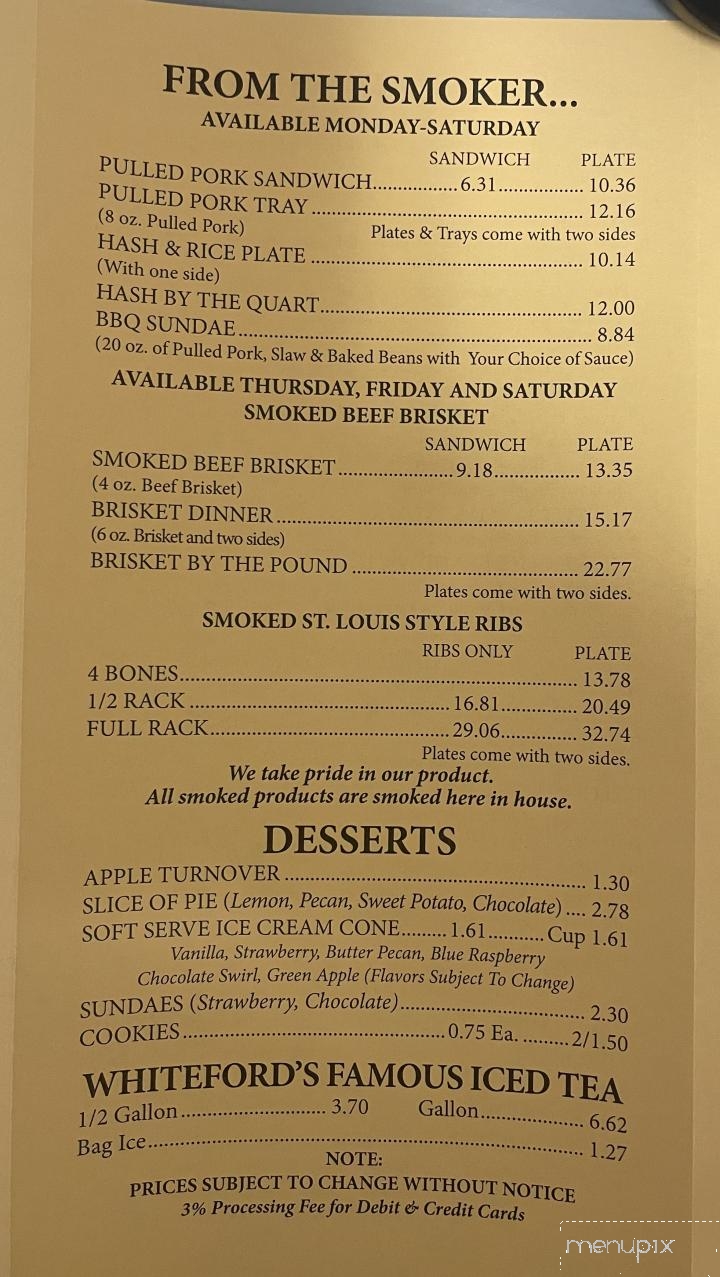 FROM THE SMOKER...
AVAILABLE MONDAY-SATURDAY
SANDWICH PLATE
PULLED PORK SANDWICH..................6.31.................. 10.36
PULLED PORK TRAY .......................................................... 12.16
(8 oz. Pulled Pork) Plates & Trays come with two sides
HASH & RICE PLATE .......................................................... 10.14
(With one side)
HASH BY THE QUART........................................................ 12.00
BBQ SUNDAE........................................................................ 8.84
(20 oz. of Pulled Pork, Slaw & Baked Beans with Your Choice of Sauce)
AVAILABLE THURSDAY, FRIDAY AND SATURDAY
SMOKED BEEF BRISKET
SANDWICH PLATE
SMOKED BEEF BRISKET........................9.18.................. 13.35
(4 oz. Beef Brisket)
BRISKET DINNER................................................................. 15.17
(6 oz. Brisket and two sides)
BRISKET BY THE POUND ................................................. 22.77
Plates come with two sides.
SMOKED ST. LOUIS STYLE RIBS
RIBS ONLY PLATE
4 BONES.................................................................................. 13.78
1/2 RACK ........................................................16.81................ 20.49
FULL RACK.................................................... 29.06................ 32.74
Plates come with two sides.
We take pride in our product.
All smoked products are smoked here in house.
DESSERTS
APPLE TURNOVER .............................................................. 1.30
SLICE OF PIE (Lemon, Pecan, Sweet Potato, Chocolate) .... 2.78
SOFT SERVE ICE CREAM CONE.........1.61........... Cup 1.61
Vanilla, Strawberry, Butter Pecan, Blue Raspberry
Chocolate Swirl, Green Apple (Flavors Subject To Change)
SUNDAES (Strawberry, Chocolate)...................................... 2.30
COOKIES.......................................................0.75 Ea. .........2/1.50
WHITEFORD'S FAMOUS ICED TEA
1/2 Gallon .............................. 3.70 Gallon..................... 6.62
Bag Ice......................................................................................... 1.27
NOTE:
PRICES SUBJECT TO CHANGE WITHOUT NOTICE
3% Processing Fee for Debit & Credit Cards
menupix